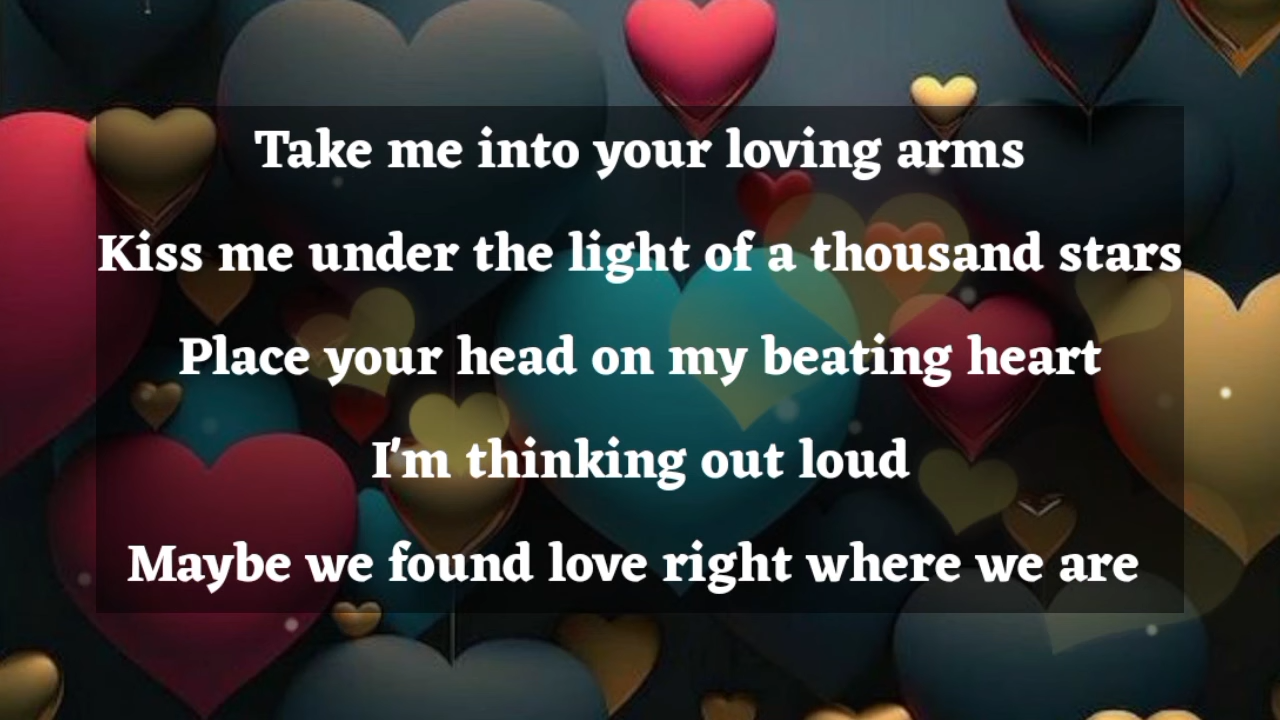 Take me into your loving arms
Kiss me under the light of a thousand stars
Place your head on my beating heart
I'm thinking out loud
Maybe we found love right where we are